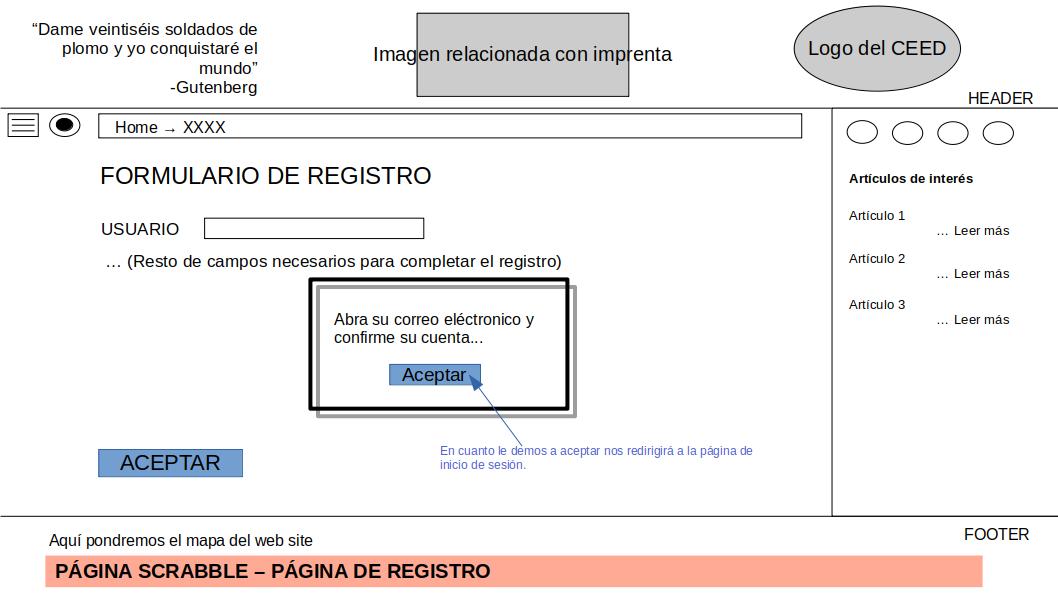 “Dame veintiséis soldados de
plomo y yo conquistaré el
mundo”
-Gutenberg
Imagen relacionada con imprenta
Logo del CEED
HEADER
Home → XXXX
FORMULARIO DE REGISTRO
USUARIO
… (Resto de campos necesarios para completar el registro)
Abra su correo eléctronico y
confirme su cuenta...
Aceptar
En cuanto le demos a aceptar nos redirigirá a la página de
inicio de sesión.
ACEPTAR
Artículos de interés
Artículo 1
… Leer más
Artículo 2
… Leer más
Artículo 3
… Leer más
FOOTER
Aquí pondremos el mapa del web site
PÁGINA SCRABBLE – PÁGINA DE REGISTRO